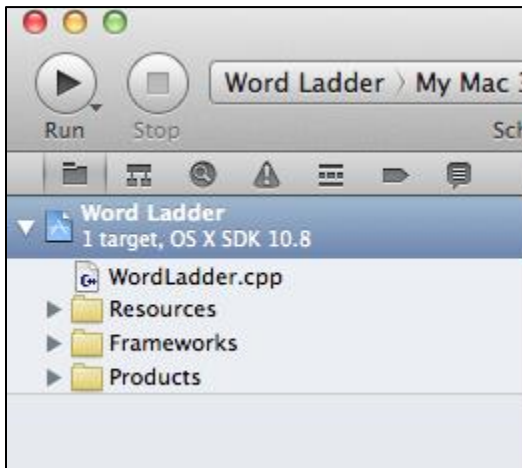 Word Ladder 〉 My Mac
Run Stop Sch
Word Ladder
1 target, OS X SDK 10.8
WordLadder.cpp
Resources
Frameworks
Products